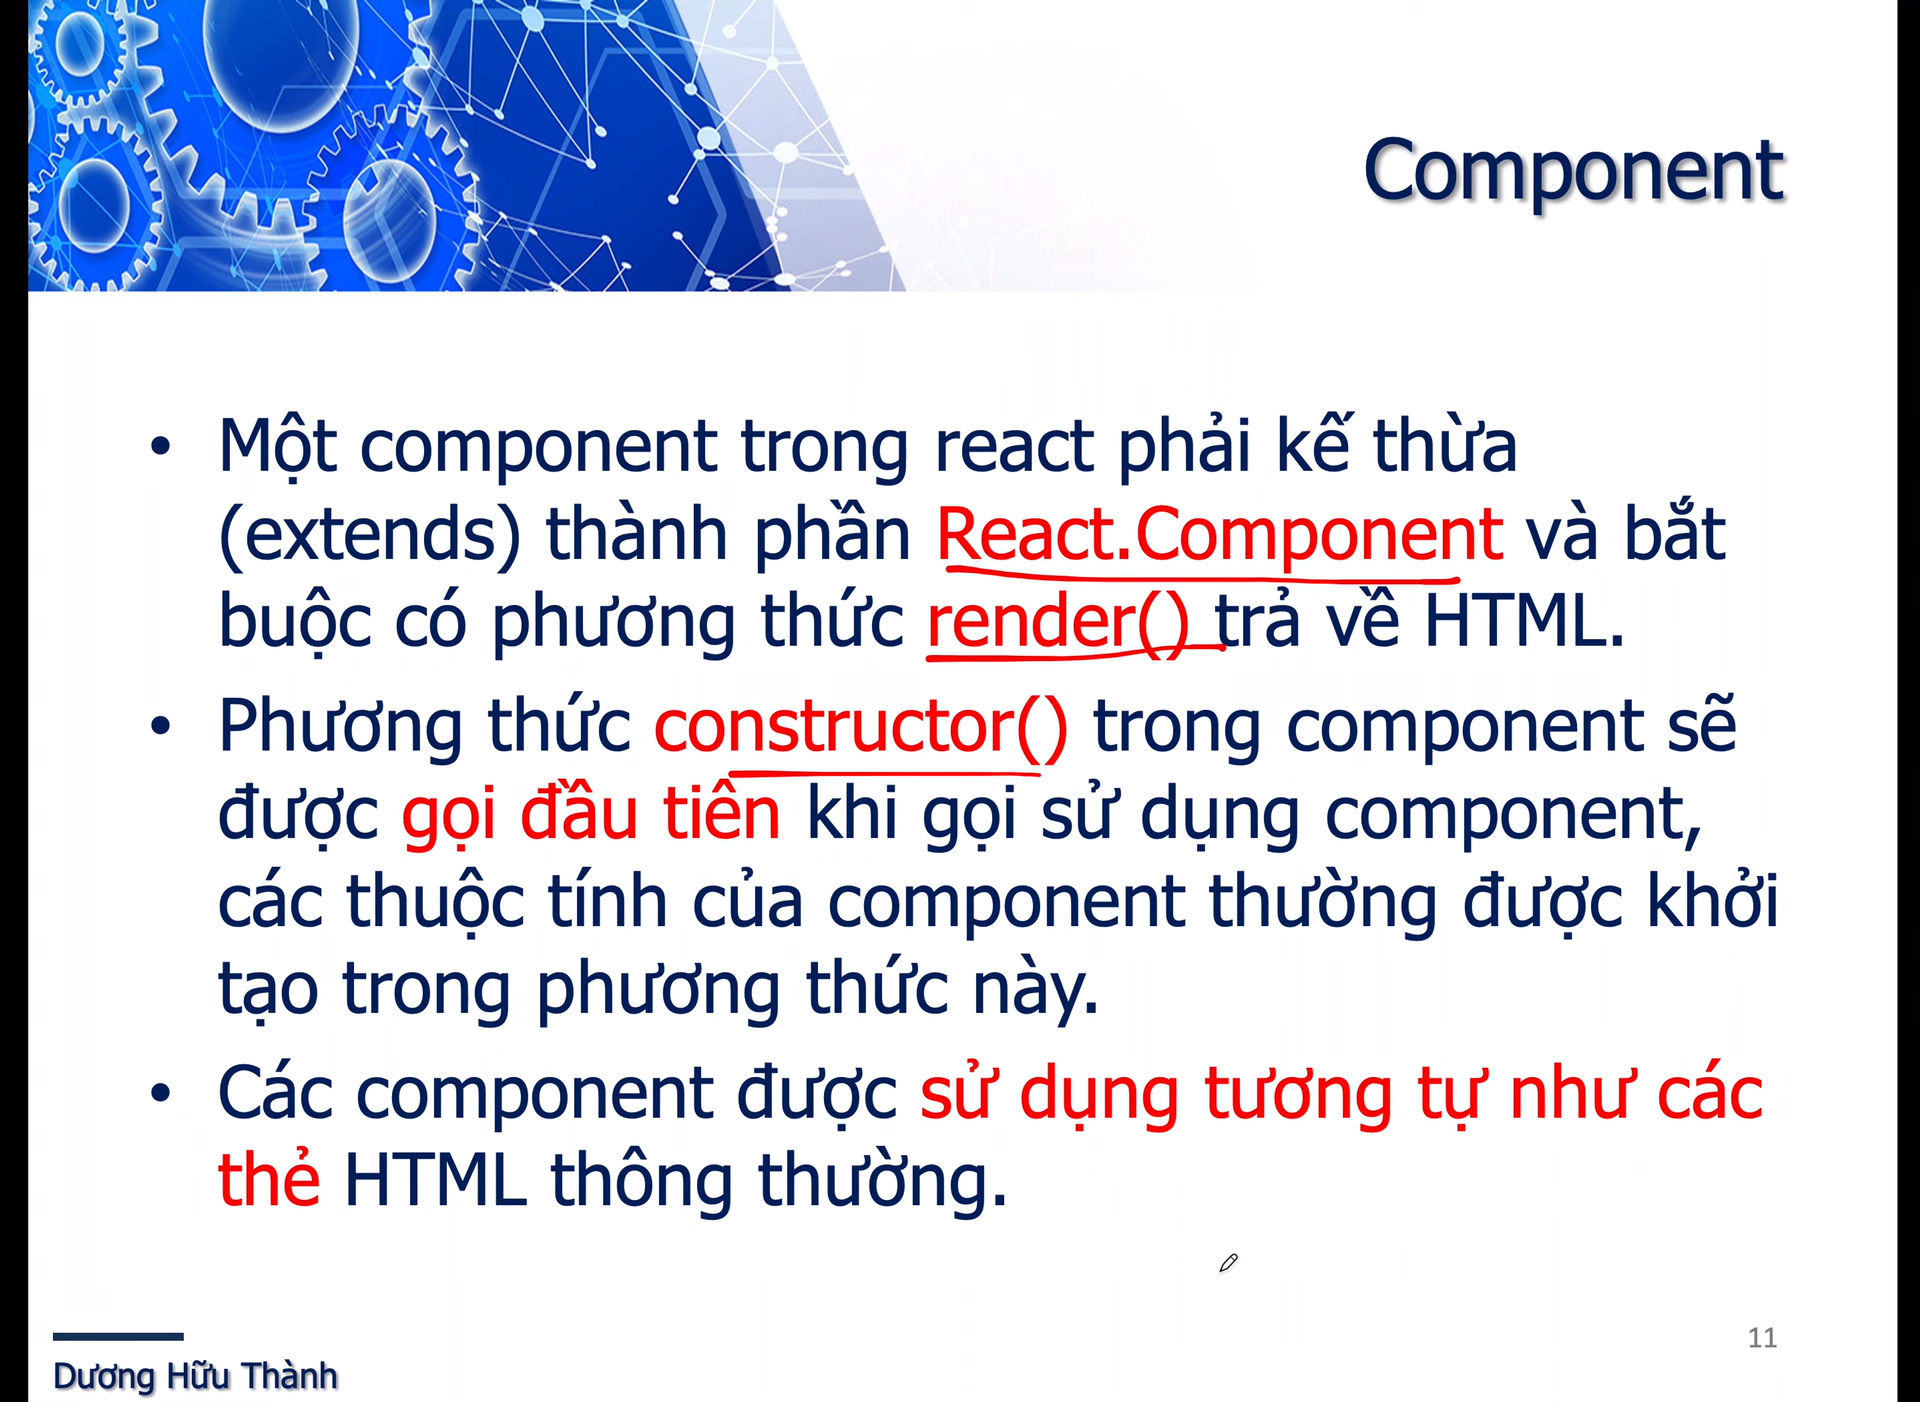 Component
• Một component trong react phải kế thừa
(extends) thành phần React.Component và bắt
buộc có phương thức render() trả về HTML.
• Phương thức constructor() trong component sẽ
được gọi đầu tiên khi gọi sử dụng component,
các thuộc tính của component thường được khởi
tạo trong phương thức này.
• Các component được sử dụng tương tự như các
thẻ HTML thông thường.
Dương Hữu Thành
11